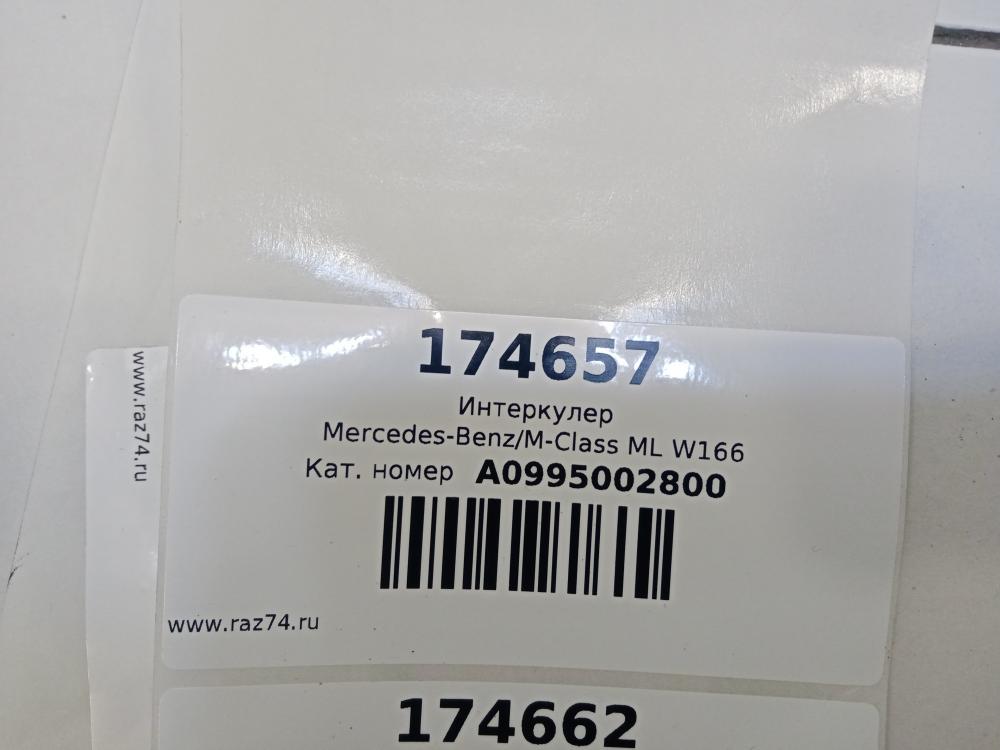 174657
Интеркулер
Mercedes-Benz/M-Class ML W166
Кат. номер A0995002800
www.raz74.ru
www.raz74.ru
174662